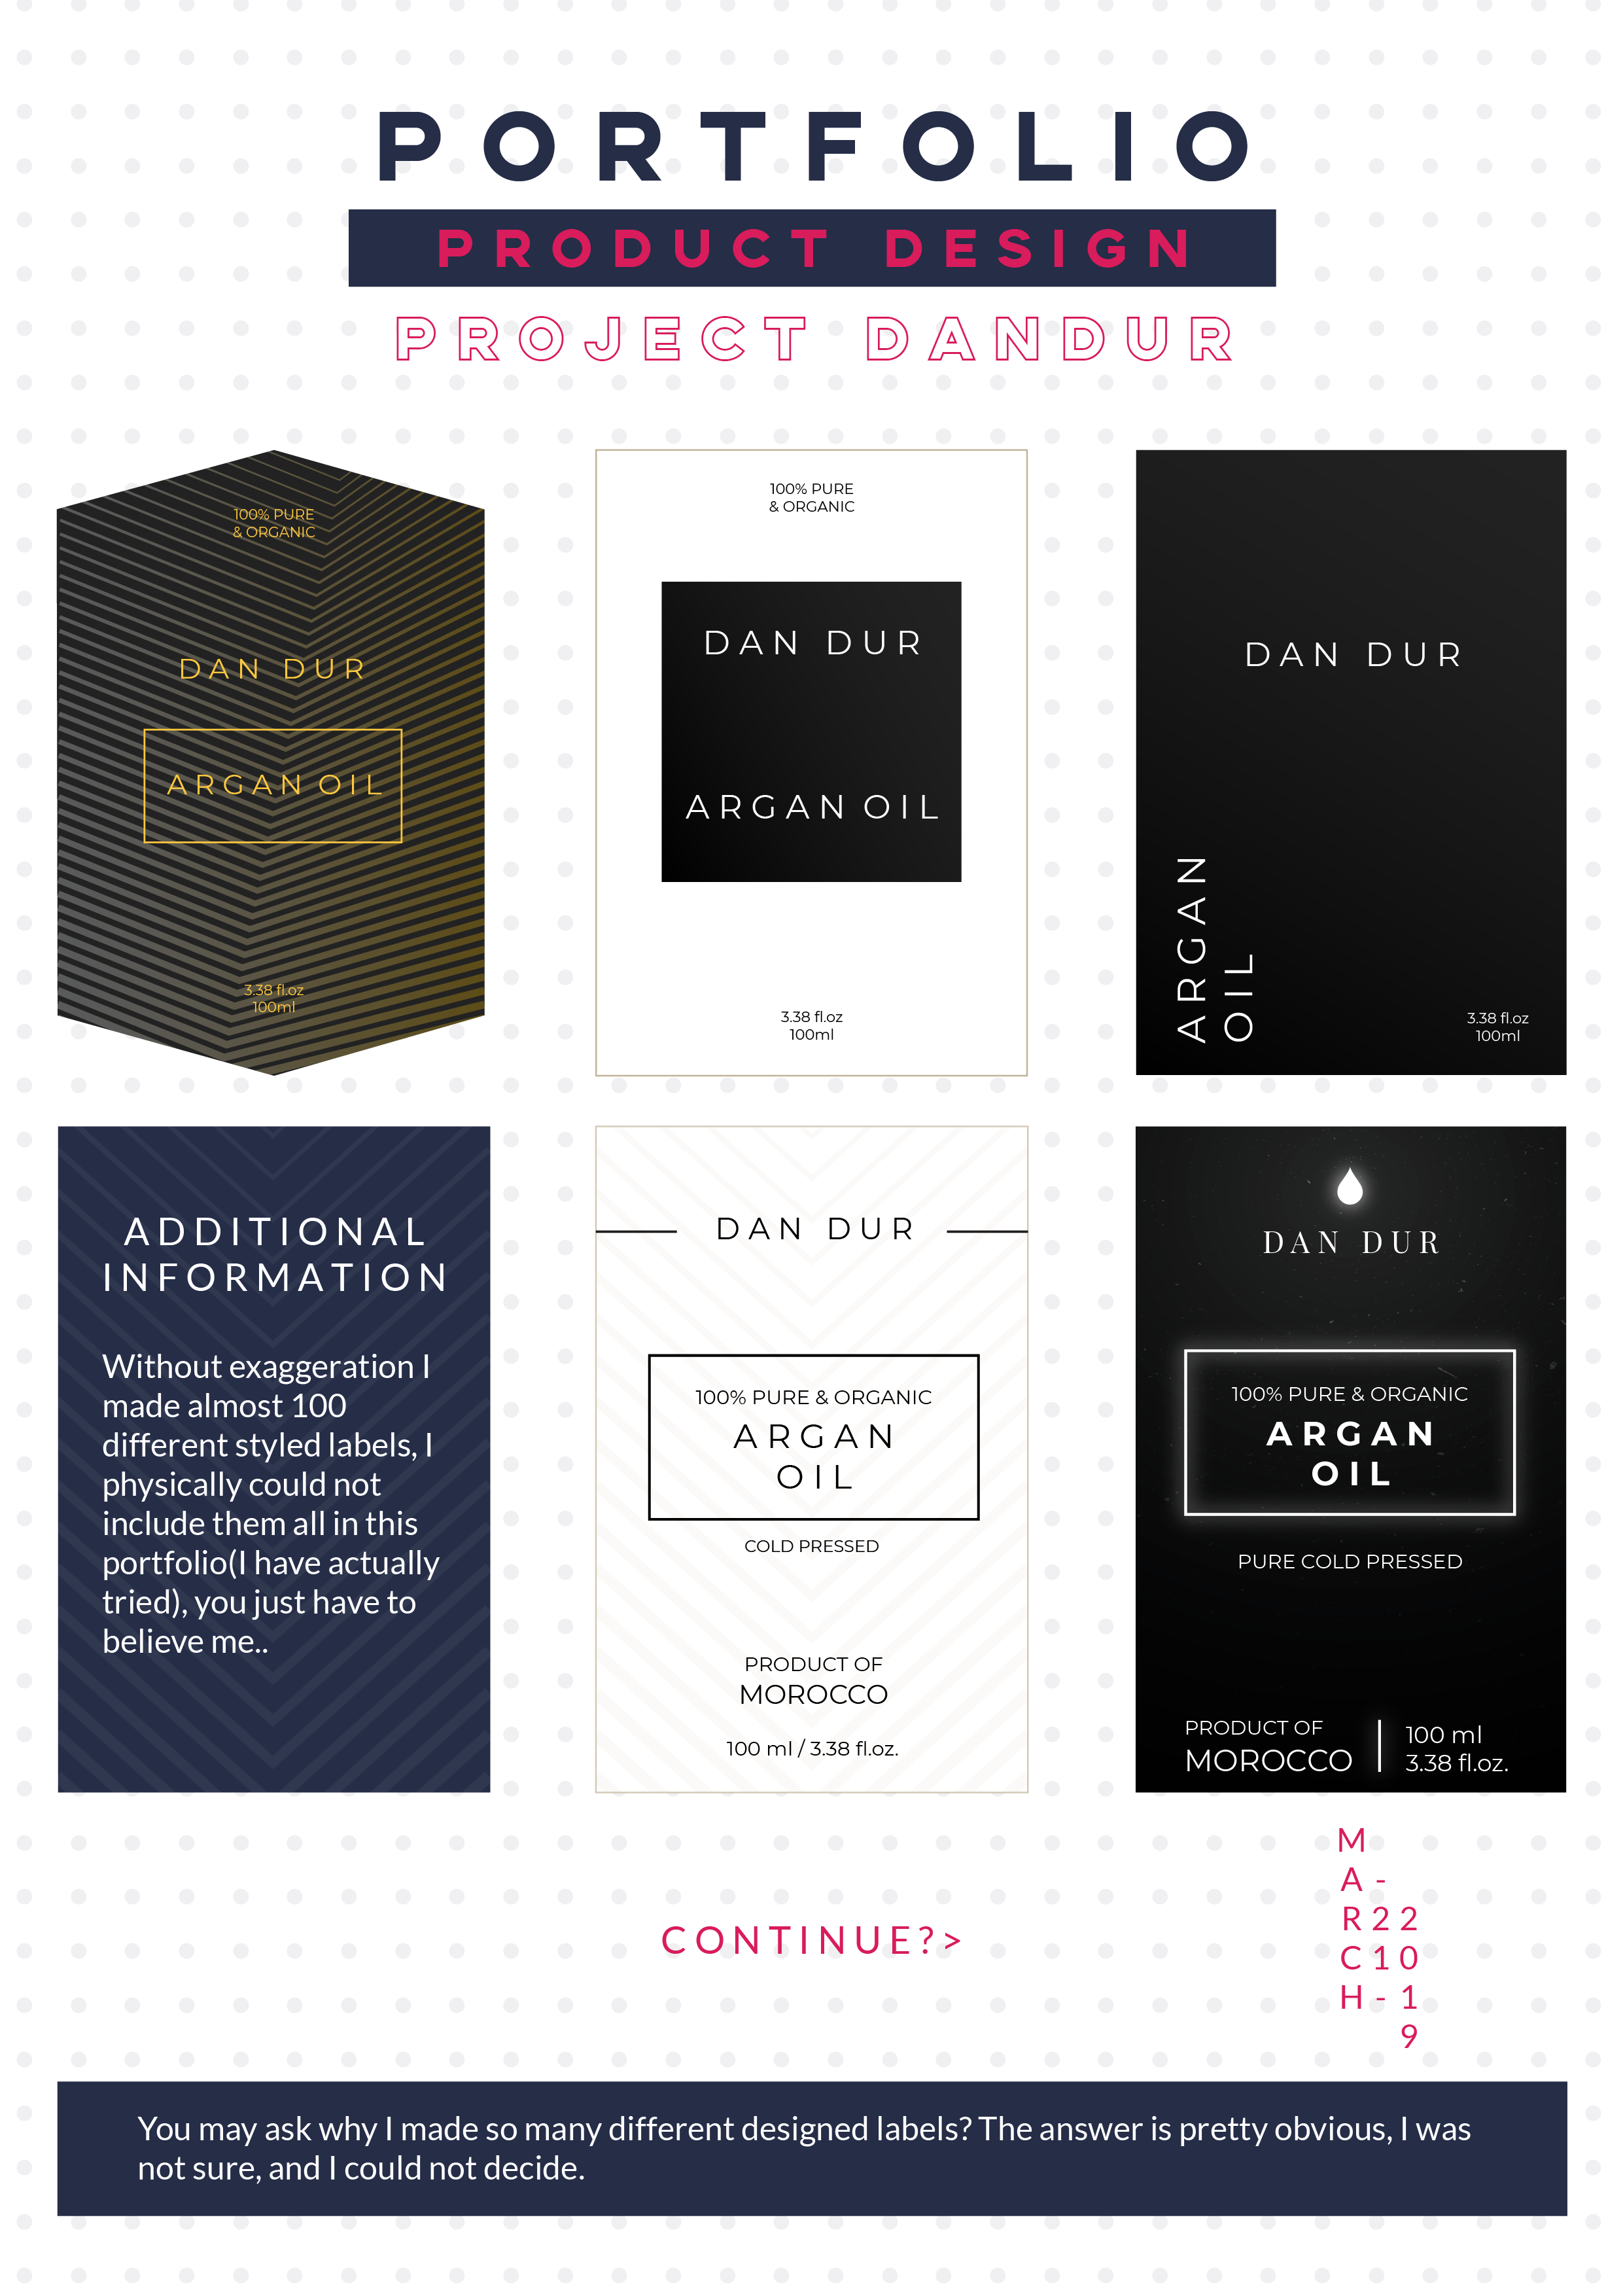 PORTFOLIO
PRODUCT DESIGN
PROJECT DANDUR
100% PURE
& ORGANIC
DAN DUR
ARGAN OIL
3.38 fl.oz
100ml
100% PURE
& ORGANIC
DAN DUR
ARGAN OIL
3.38 fl.oz
100ml
DAN DUR
ARGAN
OIL
3.38 fl.oz
100ml
ADDITIONAL
INFORMATION
Without exaggeration I
made almost 100
different styled labels, I
physically could not
include them all in this
portfolio(I have actually
tried), you just have to
believe me..
DAN DUR
100% PURE & ORGANIC
ARGAN
OIL
COLD PRESSED
PRODUCT OF
MOROCCO
100 ml / 3.38 fl.oz.
DAN DUR
100% PURE & ORGANIC
ARGAN
OIL
PURE COLD PRESSED
PRODUCT OF
MOROCCO
100 ml
3.38 fl.oz.
CONTINUE?>
MARCH
-21-
2019
You may ask why I made so many different designed labels? The answer is pretty obvious, I was
not sure, and I could not decide.